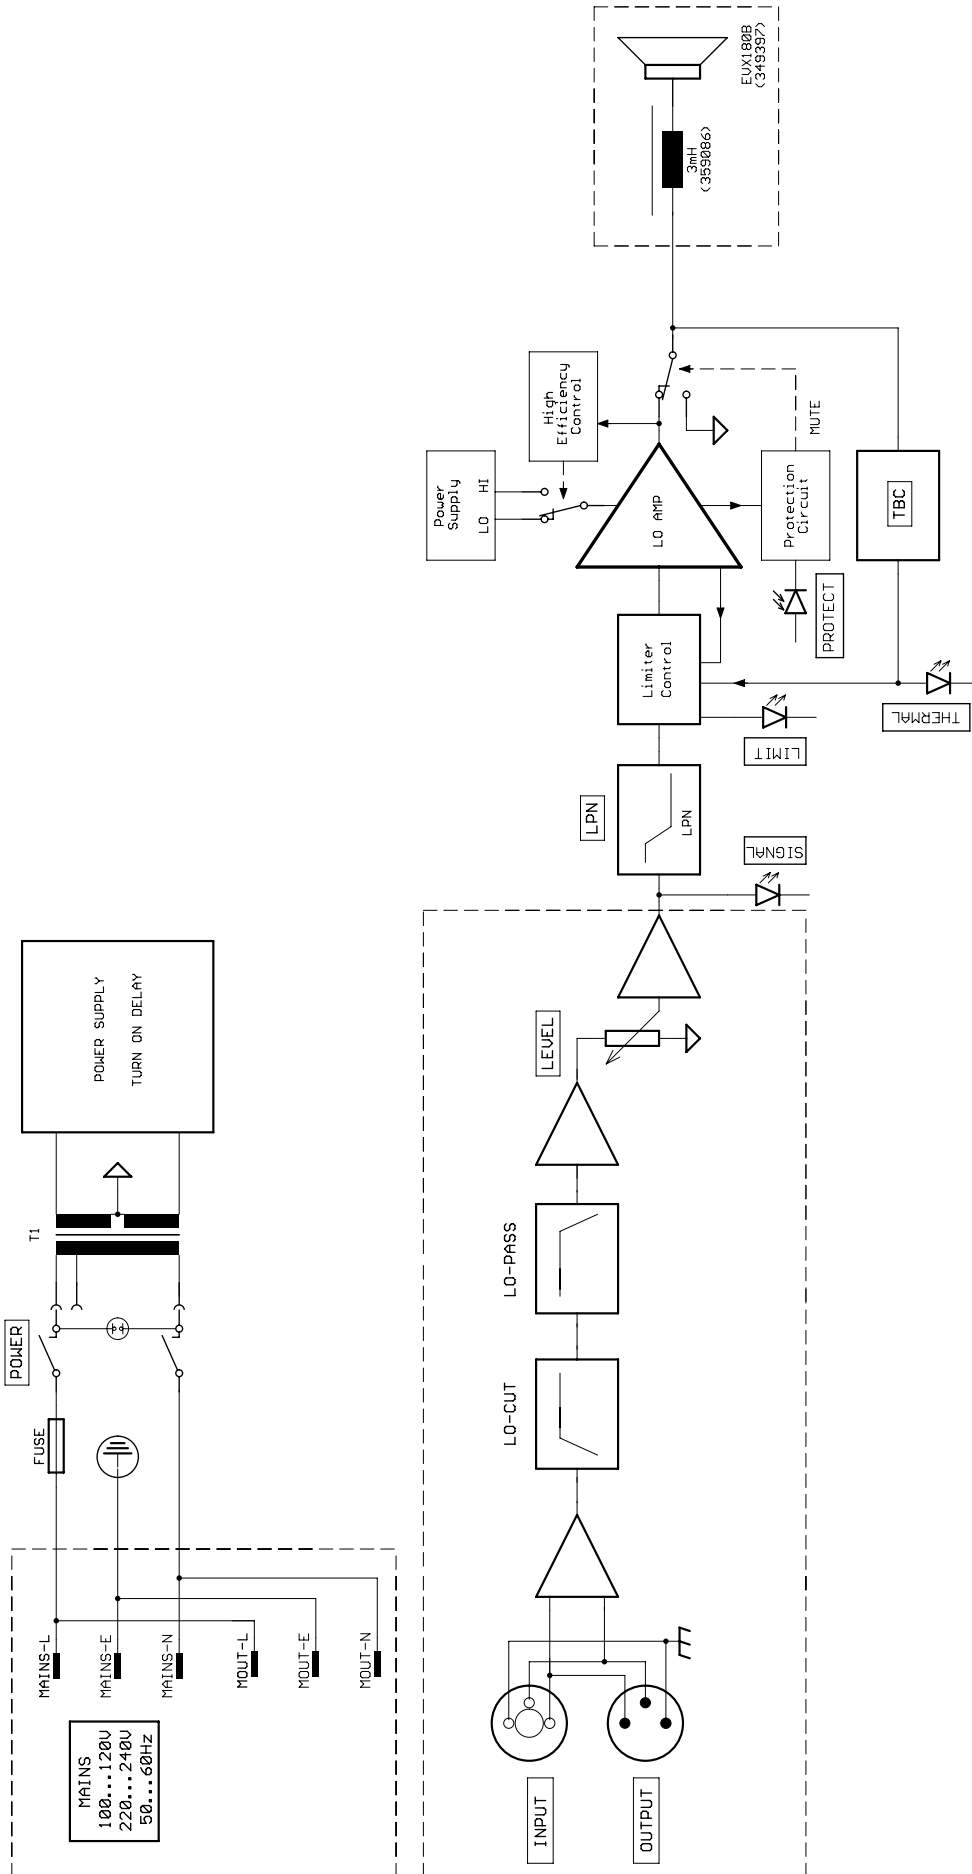 MAINS
100...120V
220...240V
50...60Hz
MAINS-L
MAINS-E
MAINS-N
MOUT-L
MOUT-E
MOUT-N
FUSE
POWER
T1
POWER SUPPLY
TURN ON DELAY
INPUT
OUTPUT
LO-CUT
LO-PASS
LEVEL
SIGNAL
LPN
LPN
LIMIT
Limiter
Control
THERMAL
PROTECT
LO AMP
Power
Supply
LO HI
High
Efficiency
Control
Protection
Circuit
MUTE
TBC
3mH
(359086)
EVX180B
(349397)